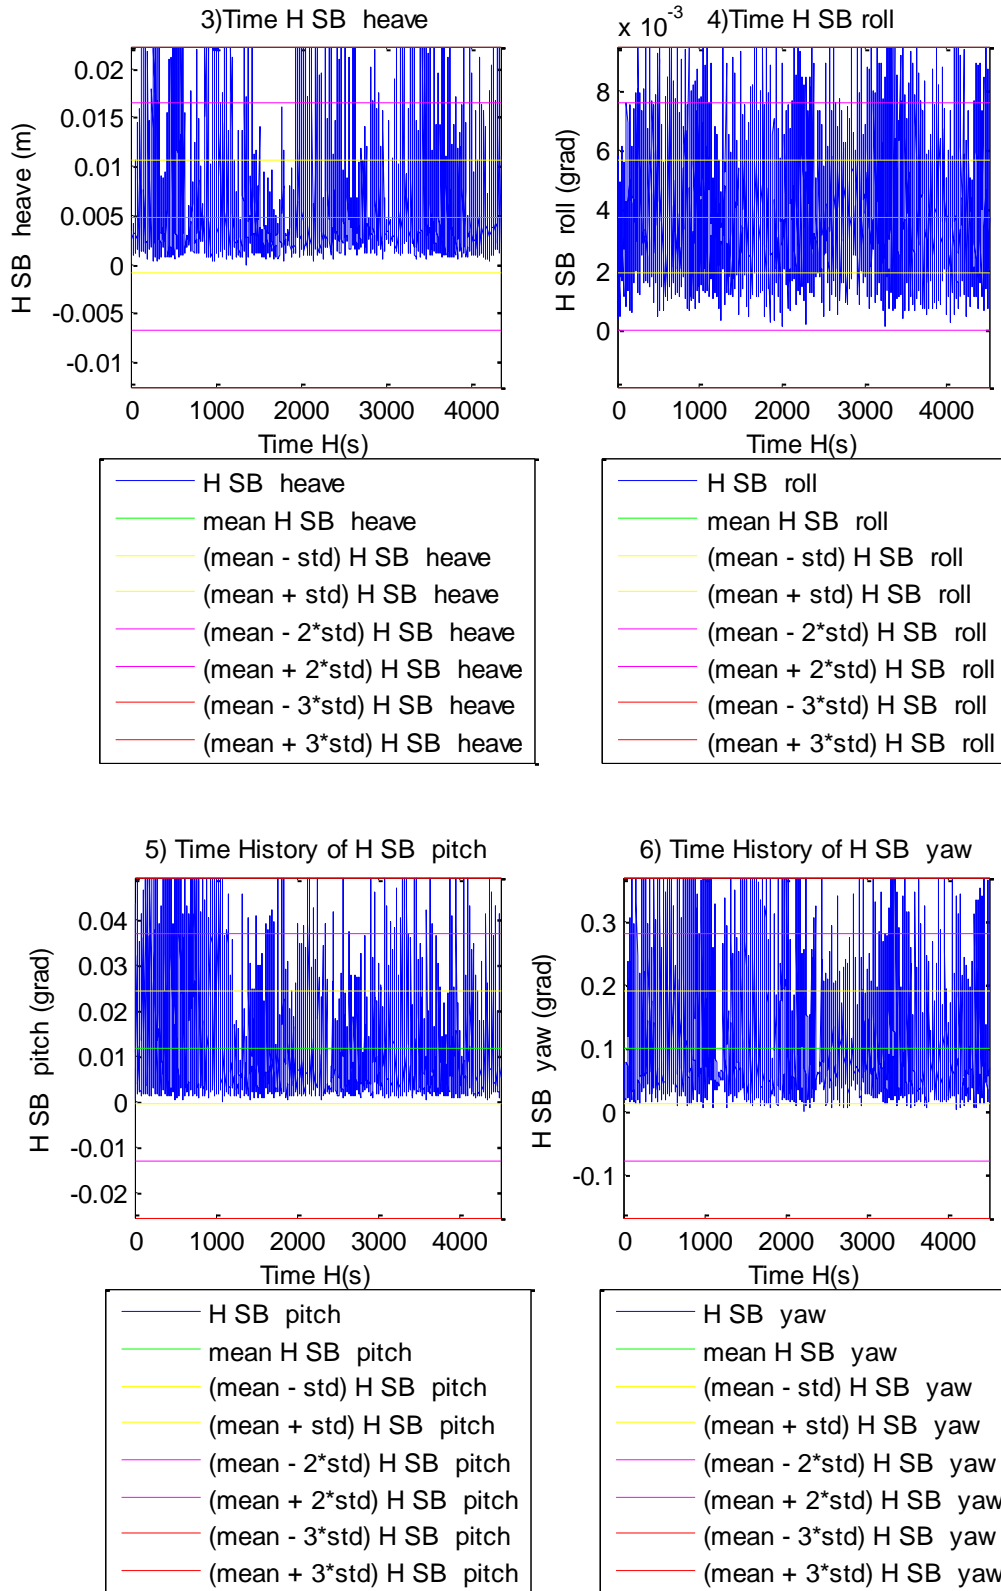 3)Time H SB heave
0.02
0.015
0.01
0.005
0
-0.005
-0.01
H SB heave (m)
0 1000 2000 3000 4000
Time H(s)
H SB heave
mean H SB heave
(mean - std) H SB heave
(mean + std) H SB heave
(mean - 2*std) H SB heave
(mean + 2*std) H SB heave
(mean - 3*std) H SB heave
(mean + 3*std) H SB heave
x 10-3 4)Time H SB roll
8
6
4
2
0
H SB roll (grad)
0 1000 2000 3000 4000
Time H(s)
H SB roll
mean H SB roll
(mean - std) H SB roll
(mean + std) H SB roll
(mean - 2*std) H SB roll
(mean + 2*std) H SB roll
(mean - 3*std) H SB roll
(mean + 3*std) H SB roll
5) Time History of H SB pitch
0.04
0.03
0.02
0.01
0
-0.01
-0.02
H SB pitch (grad)
0 1000 2000 3000 4000
Time H(s)
H SB pitch
mean H SB pitch
(mean - std) H SB pitch
(mean + std) H SB pitch
(mean - 2*std) H SB pitch
(mean + 2*std) H SB pitch
(mean - 3*std) H SB pitch
(mean + 3*std) H SB pitch
6) Time History of H SB yaw
0.3
0.2
0.1
0
-0.1
H SB yaw (grad)
0 1000 2000 3000 4000
Time H(s)
H SB yaw
mean H SB yaw
(mean - std) H SB yaw
(mean + std) H SB yaw
(mean - 2*std) H SB yaw
(mean + 2*std) H SB yaw
(mean - 3*std) H SB yaw
(mean + 3*std) H SB yaw